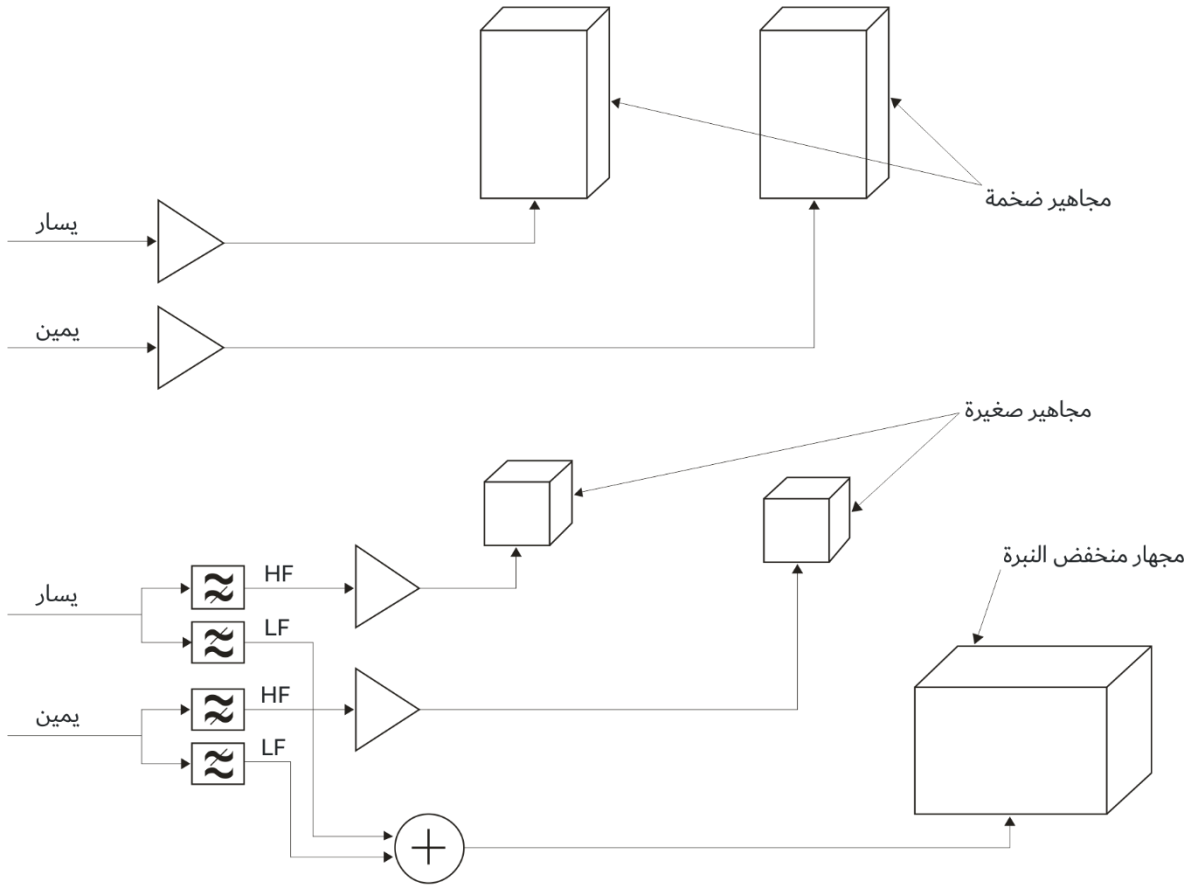 مجاهير ضخمة
يسار
يمين
مجاهير صغيرة
مجهار منخفض النبرة
HF
يسار
LF
HF
يمين
LF